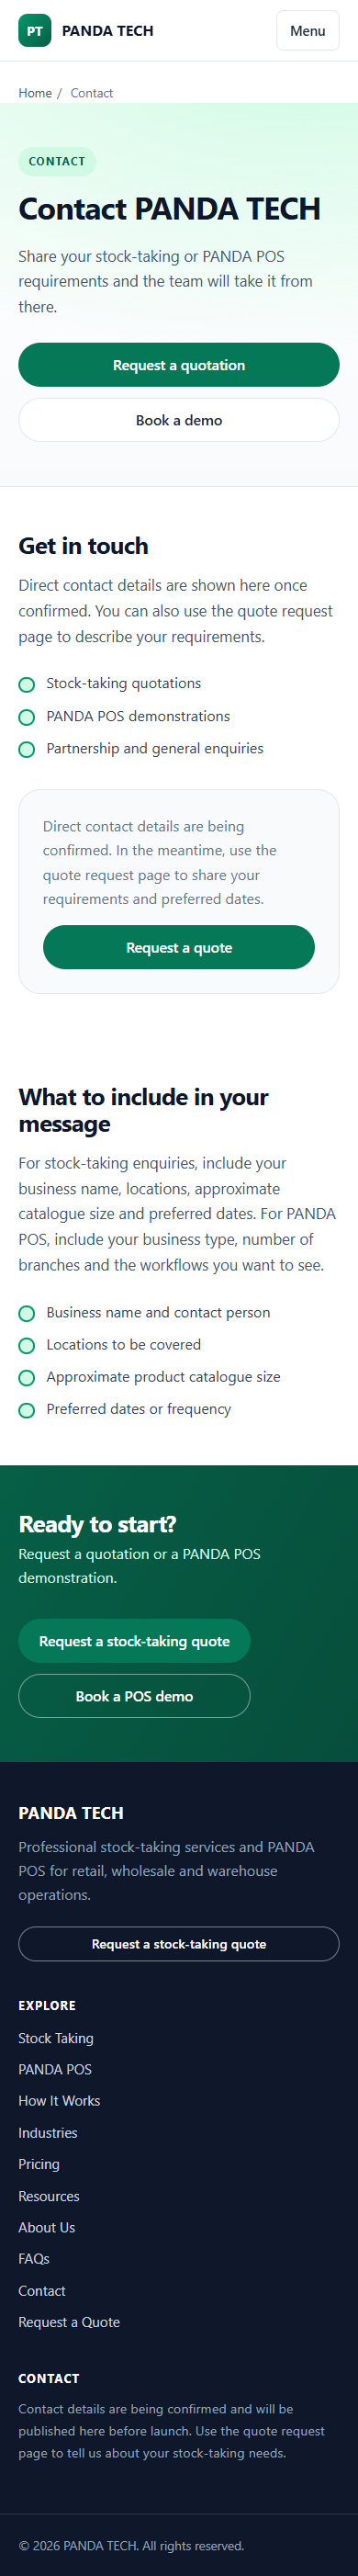 PT PANDA TECH Menu
Home / Contact
CONTACT
Contact PANDA TECH
Share your stock-taking or PANDA POS
requirements and the team will take it from
there.
Request a quotation
Book a demo
Get in touch
Direct contact details are shown here once
confirmed. You can also use the quote request
page to describe your requirements.
Stock-taking quotations
PANDA POS demonstrations
Partnership and general enquiries
Direct contact details are being
confirmed. In the meantime, use the
quote request page to share your
requirements and preferred dates.
Request a quote
What to include in your
message
For stock-taking enquiries, include your
business name, locations, approximate
catalogue size and preferred dates. For PANDA
POS, include your business type, number of
branches and the workflows you want to see.
Business name and contact person
Locations to be covered
Approximate product catalogue size
Preferred dates or frequency
Ready to start?
Request a quotation or a PANDA POS
demonstration.
Request a stock-taking quote
Book a POS demo
PANDA TECH
Professional stock-taking services and PANDA
POS for retail, wholesale and warehouse
operations.
Request a stock-taking quote
EXPLORE
Stock Taking
PANDA POS
How It Works
Industries
Pricing
Resources
About Us
FAQs
Contact
Request a Quote
CONTACT
Contact details are being confirmed and will be
published here before launch. Use the quote request
page to tell us about your stock-taking needs.
© 2026 PANDA TECH. All rights reserved.